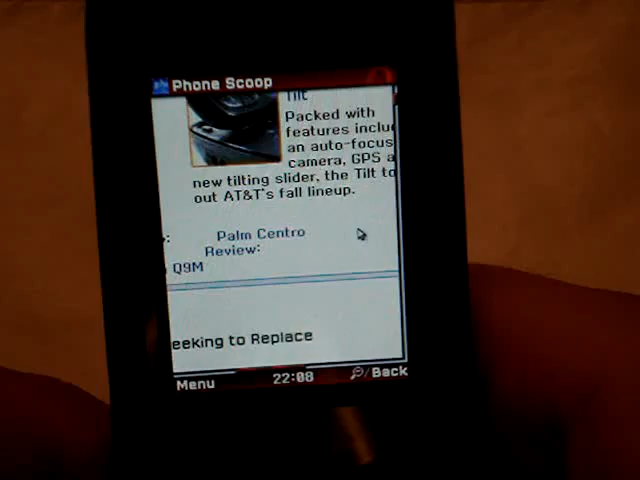 Phone Scoop
Tilt
Packed with
features inclu
an auto-focus
camera, GPS a
new tilting slider, the Tilt to
out AT&T's fall lineup.
: Palm Centro
Review:
Q9M
eeking to Replace
Menu 22:08 /Back